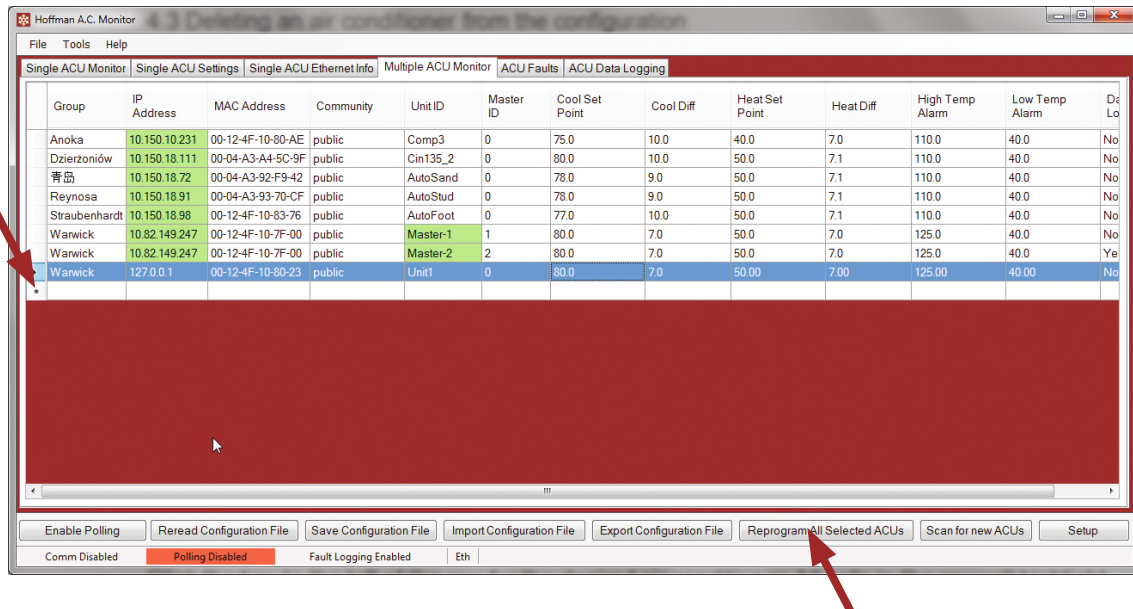 4.3 Deleting an air conditioner from the configuration
Hoffman A.C. Monitor
File Tools Help
Single ACU Monitor Single ACU Settings Single ACU Ethernet Info Multiple ACU Monitor ACU Faults ACU Data Logging
Group IP Address MAC Address Community Unit ID Master ID Cool Set Point Cool Diff Heat Set Point Heat Diff High Temp Alarm Low Temp Alarm Da Lo
Anoka 10.150.10.231 00-12-4F-10-80-AE public Comp3 0 75.0 10.0 40.0 7.0 110.0 40.0 No
Dzierżoniów 10.150.18.111 00-04-A3-A4-5C-9F public Cin135_2 0 80.0 10.0 50.0 7.1 110.0 40.0 No
青岛 10.150.18.72 00-04-A3-92-F9-42 public AutoSand 0 78.0 9.0 50.0 7.1 110.0 40.0 No
Reynosa 10.150.18.91 00-04-A3-93-70-CF public AutoStud 0 78.0 9.0 50.0 7.1 110.0 40.0 No
Straubenhardt 10.150.18.98 00-12-4F-10-83-76 public AutoFoot 0 77.0 10.0 50.0 7.1 110.0 40.0 No
Warwick 10.82.149.247 00-12-4F-10-7F-00 public Master-1 1 80.0 7.0 50.0 7.0 125.0 40.0 No
Warwick 10.82.149.247 00-12-4F-10-7F-00 public Master-2 2 80.0 7.0 50.0 7.0 125.0 40.0 Ye
Warwick 127.0.0.1 00-12-4F-10-80-23 public Unit1 0 80.0 7.0 50.00 7.00 125.00 40.00 No
Enable Polling Reread Configuration File Save Configuration File Import Configuration File Export Configuration File Reprogram All Selected ACUs Scan for new ACUs Setup
Comm Disabled Polling Disabled Fault Logging Enabled Eth